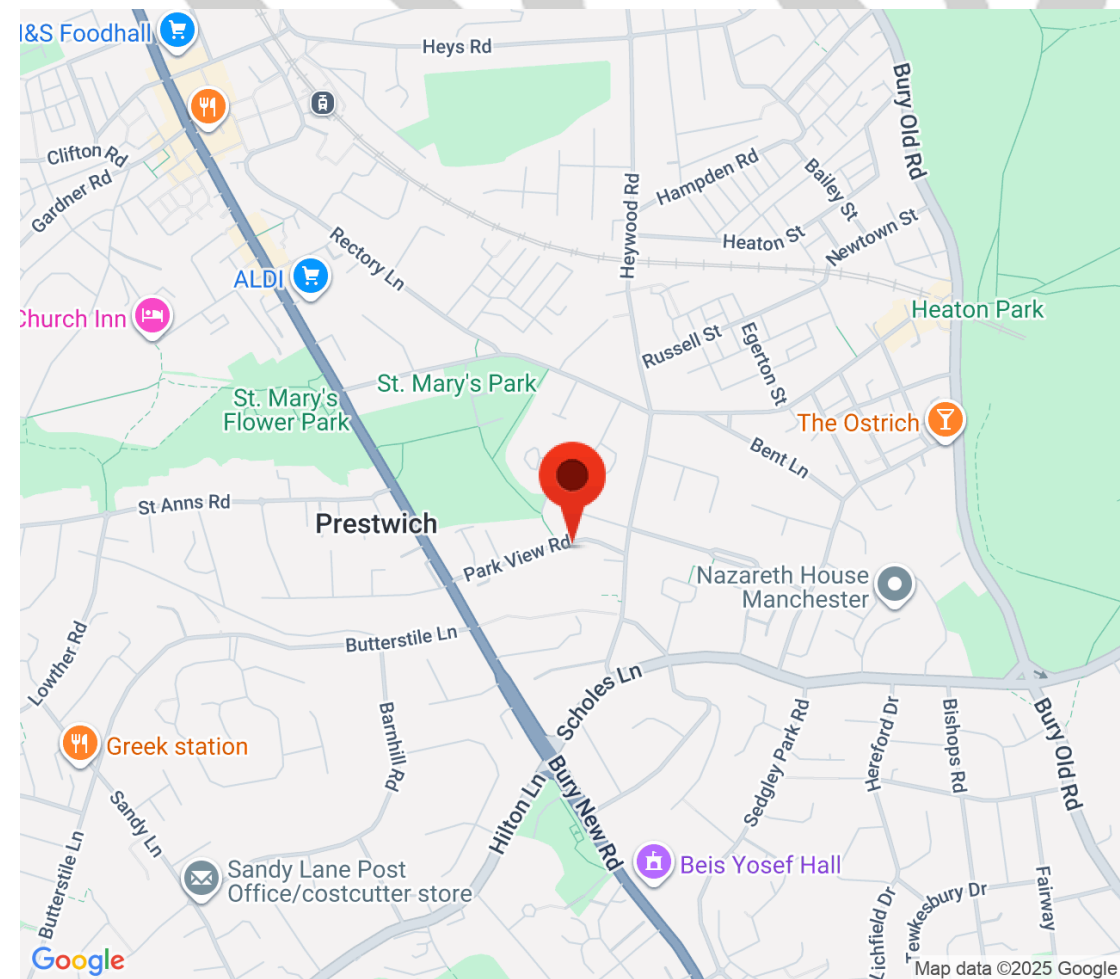 I&S Foodhall
Heys Rd
Bury Old Rd
Clifton Rd
Gardner Rd
Hampden Rd
Bailey St
Heywood Rd
Heaton St
Newtown St
Rectory Ln
ALDI
Church Inn
Heaton Park
Russell St
Egerton St
St. Mary's Park
St. Mary's
Flower Park
The Ostrich
Bent Ln
St Anns Rd
Prestwich
Park View Rd
Nazareth House
Manchester
Butterstile Ln
Lowther Rd
Scholes Ln
Barnhill Rd
Greek station
Sedgley Park Rd
Hereford Dr
Bishops Rd
Bury Old Rd
Bury New Rd
Hilton Ln
Sandy Ln
Butterstile Ln
Sandy Lane Post
Office/costcutter store
Beis Yosef Hall
Lichfield Dr
Tewkesbury Dr
Fairway
Google
Map data ©2025 Google